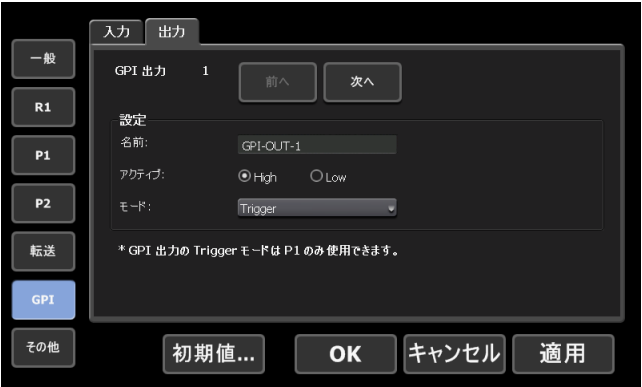 入力 出力
一般
GPI 出力 1 前へ 次へ
R1
設定
名前: GPI-OUT-1
P1
アクティブ: High Low
P2
モード: Trigger
転送
* GPI 出力の Trigger モードは P1 のみ使用できます。
GPI
その他
初期値... OK キャンセル 適用